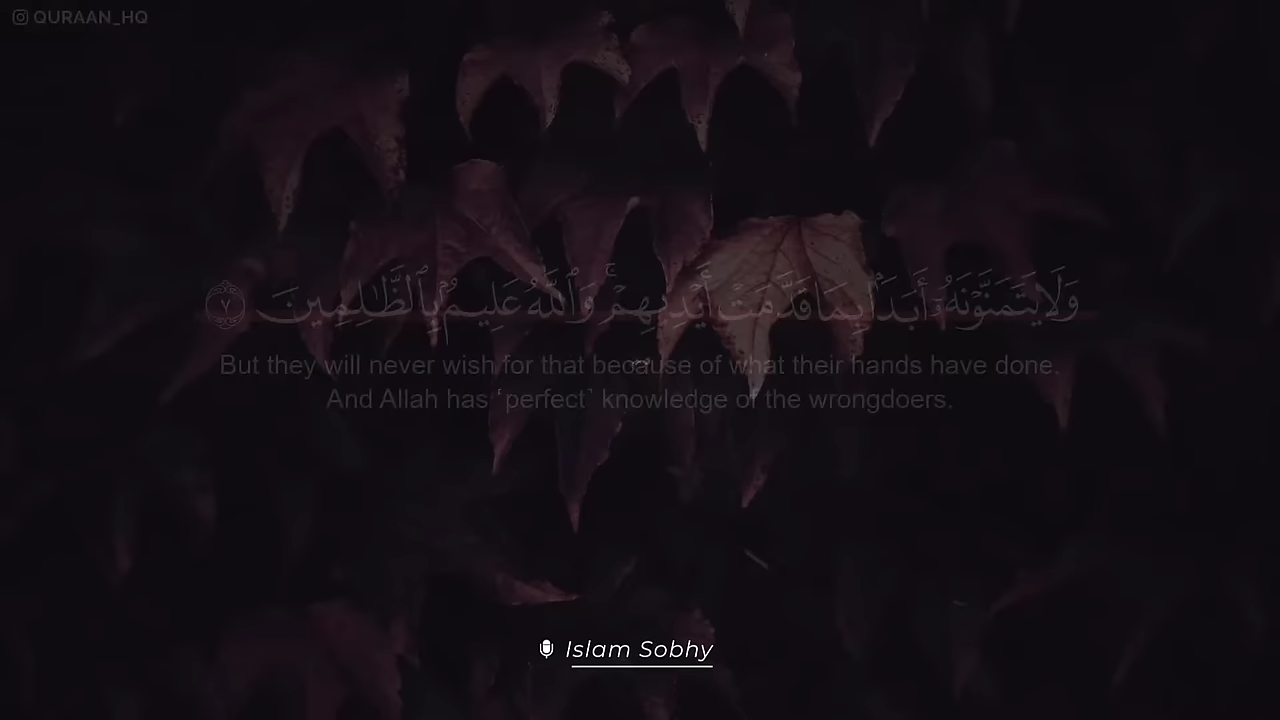 QURAAN_HQ
وَلَا يَتَمَنَّوْنَهُۥٓ أَبَدًۢا بِمَا قَدَّمَتْ أَيْدِيهِمْ ۚ وَٱللَّهُ عَلِيمٌۢ بِٱلظَّـٰلِمِينَ ٧
But they will never wish for that because of what their hands have done.
And Allah has ˹perfect˺ knowledge of the wrongdoers.
Islam Sobhy